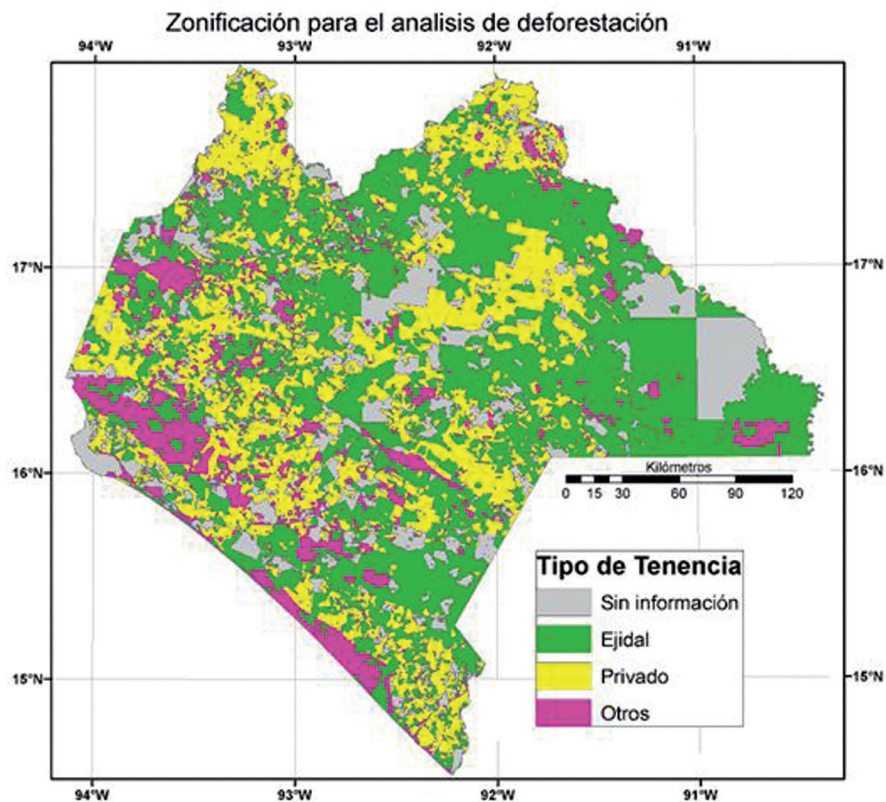 Zonificación para el analisis de deforestación
94°W 93°W 92°W 91°W
17°N 17°N
16°N 16°N
Kilómetros
0 15 30 60 90 120
Tipo de Tenencia
Sin información
Ejidal
Privado
Otros
15°N 15°N
94°W 93°W 92°W 91°W